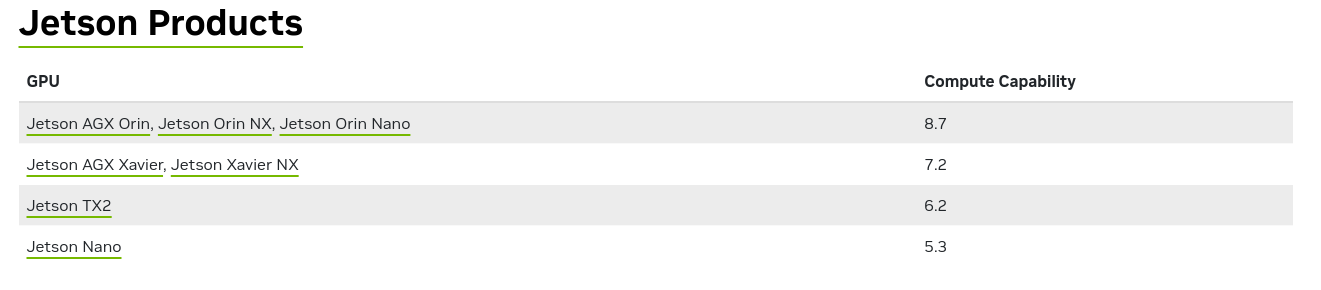 Jetson Products
GPU Compute Capability
Jetson AGX Orin, Jetson Orin NX, Jetson Orin Nano 8.7
Jetson AGX Xavier, Jetson Xavier NX 7.2
Jetson TX2 6.2
Jetson Nano 5.3